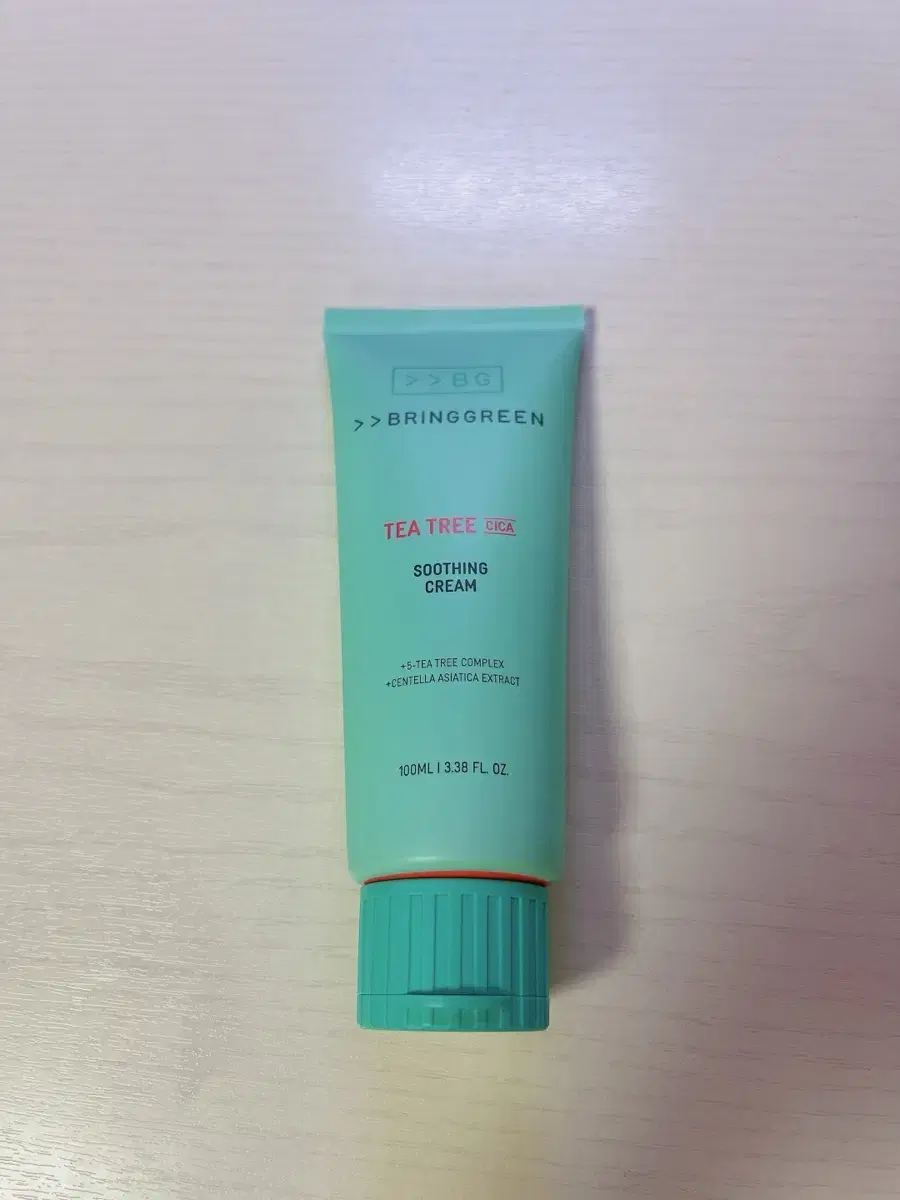 >>BG
>>BRINGGREEN
TEA TREE CICA
SOOTHING
CREAM
+5-TEA TREE COMPLEX
+CENTELLA ASIATICA EXTRACT
100ML | 3.38 FL. OZ.